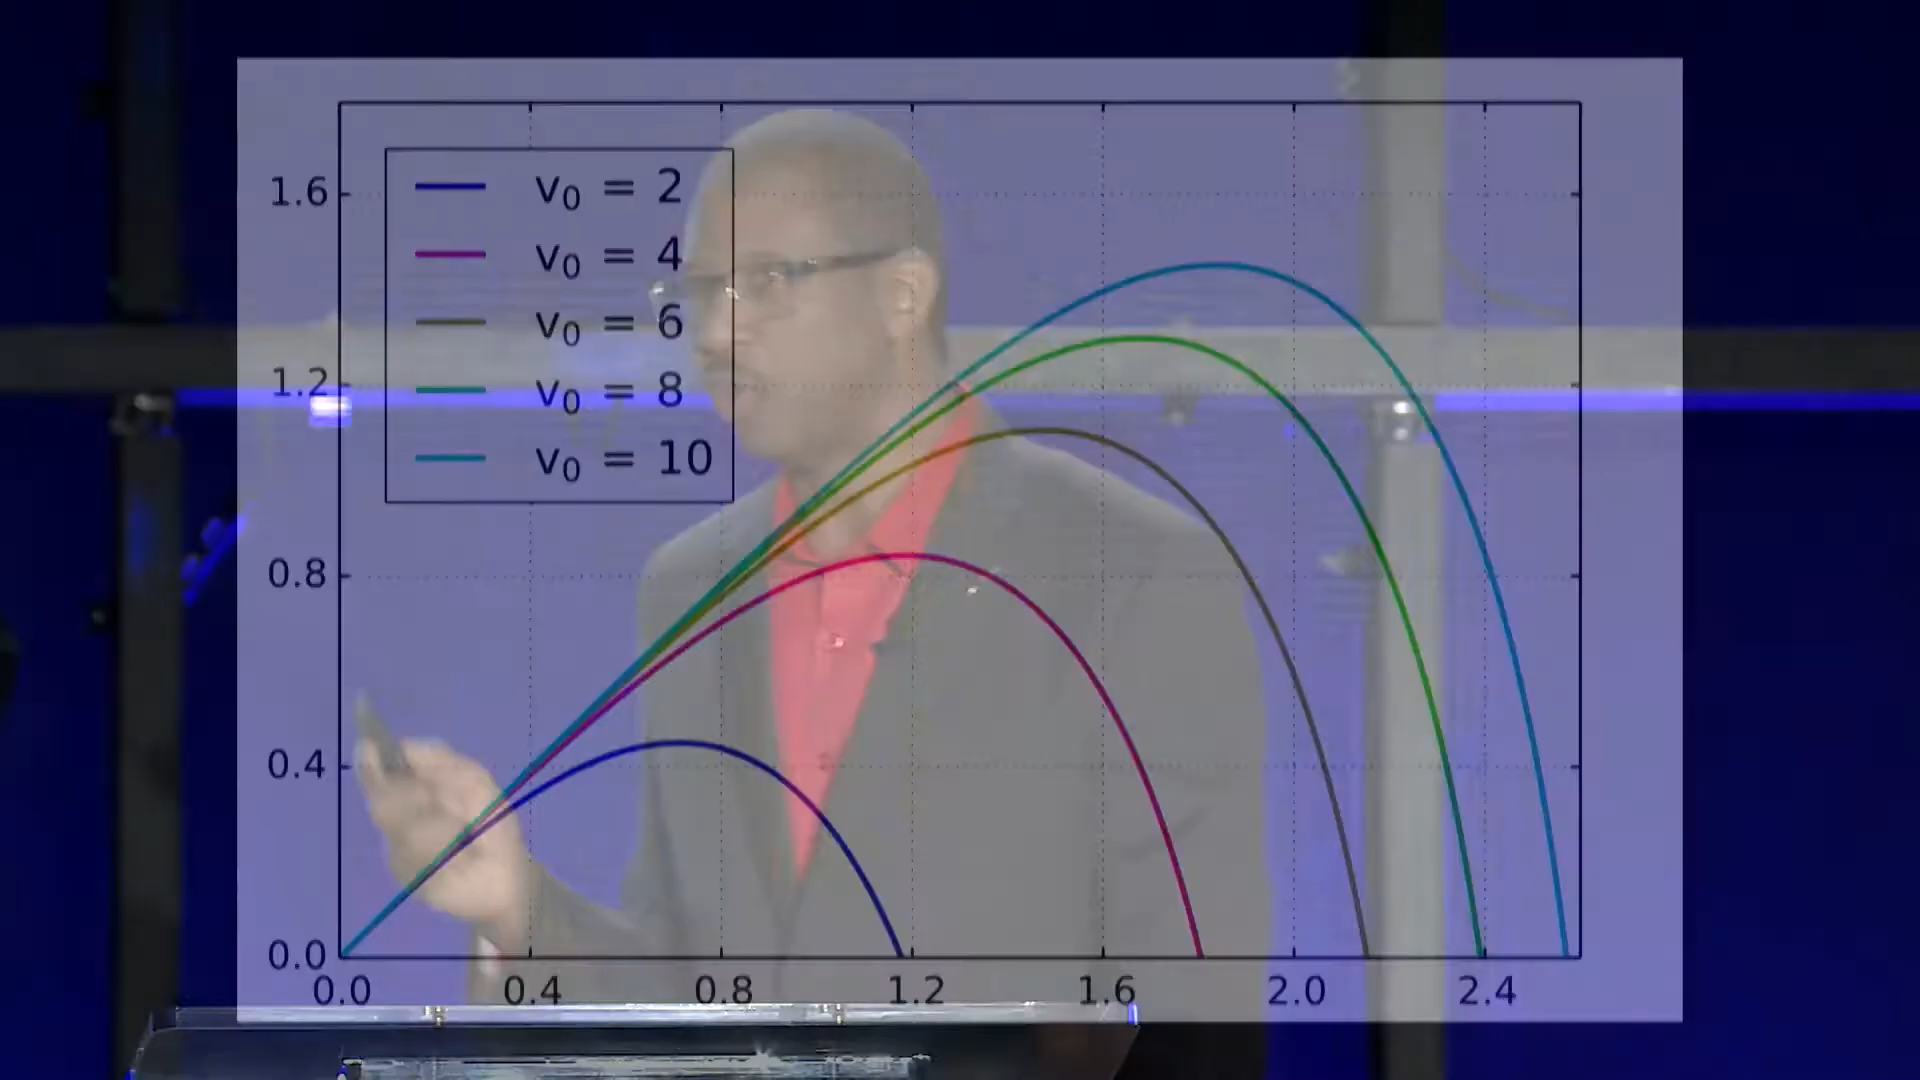 v0 = 2
v0 = 4
v0 = 6
v0 = 8
v0 = 10
1.6
1.2
0.8
0.4
0.0
0.0 0.4 0.8 1.2 1.6 2.0 2.4